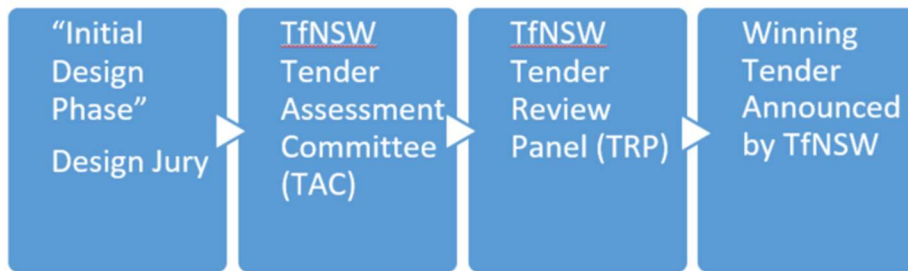 “Initial
Design
Phase”
Design Jury
TfNSW
Tender
Assessment
Committee
(TAC)
TfNSW
Tender
Review
Panel (TRP)
Winning
Tender
Announced
by TfNSW